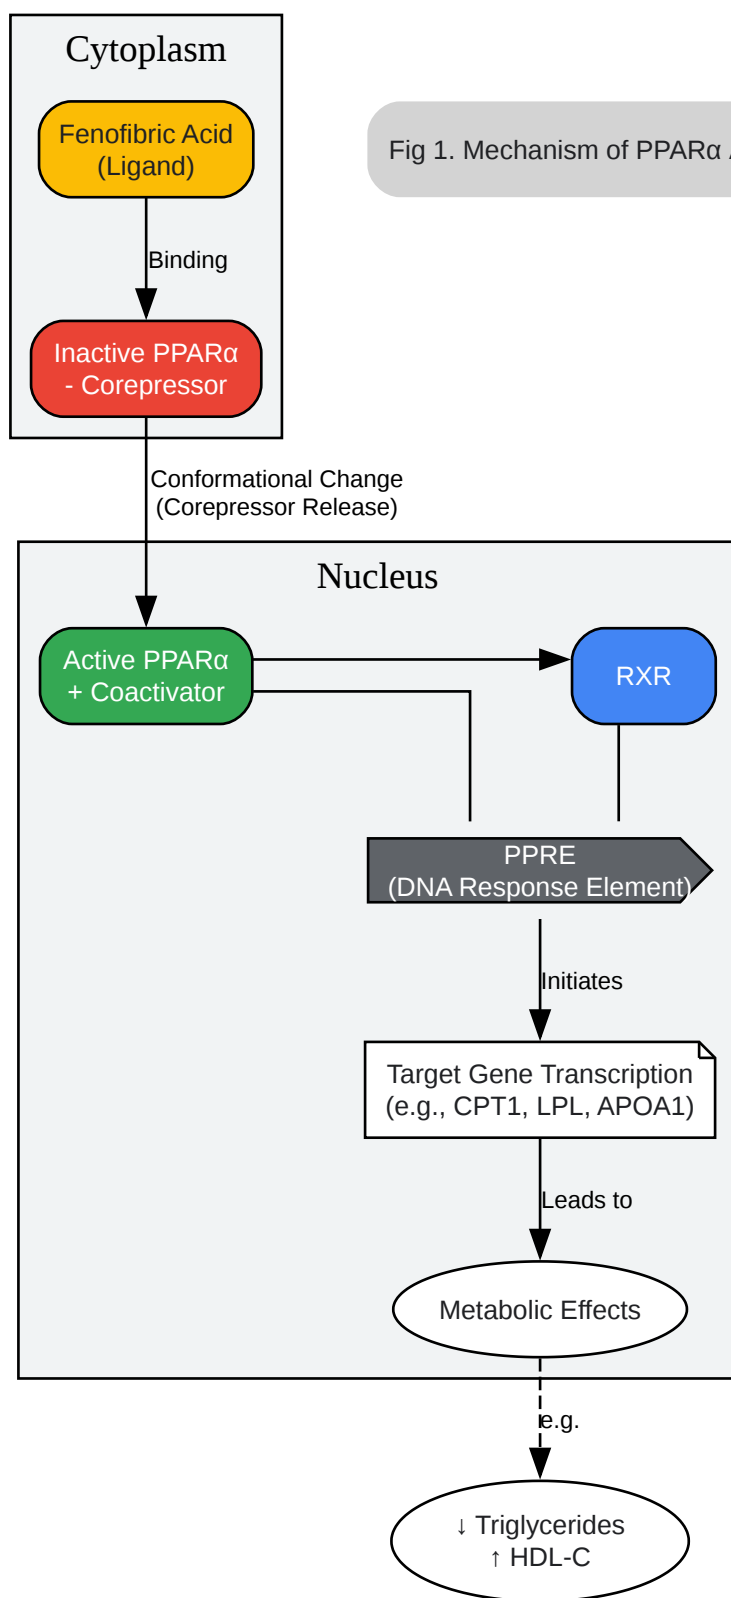 Cytoplasm
Fenofibric Acid
(Ligand)
Fig 1. Mechanism of PPARα
Binding
Inactive PPARα
- Corepressor
Conformational Change
(Corepressor Release)
Nucleus
Active PPARα
+ Coactivator
RXR
PPRE
(DNA Response Element)
Initiates
Target Gene Transcription
(e.g., CPT1, LPL, APOA1)
Leads to
Metabolic Effects
e.g.
↓ Triglycerides
↑ HDL-C